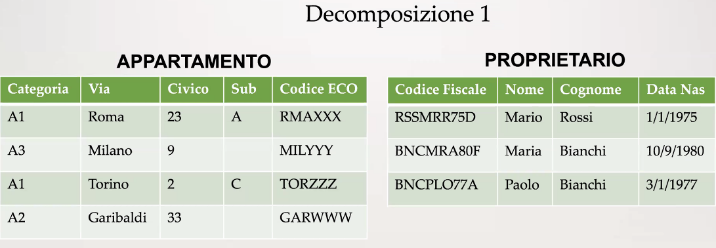 Decomposizione 1
APPARTAMENTO
Categoria Via Civico Sub Codice ECO
A1 Roma 23 A RMAXXX
A3 Milano 9 MILYYY
A1 Torino 2 C TORZZZ
A2 Garibaldi 33 GARWWW
PROPRIETARIO
Codice Fiscale Nome Cognome Data Nas
RSSMRR75D Mario Rossi 1/1/1975
BNCMRA80F Maria Bianchi 10/9/1980
BNCPLO77A Paolo Bianchi 3/1/1977